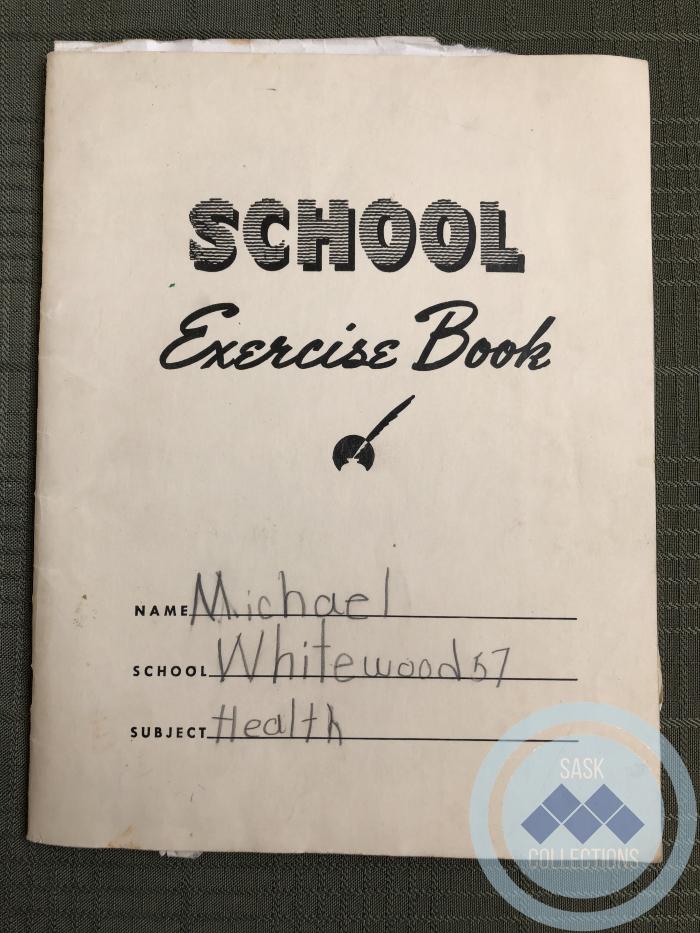 SCHOOL
Exercise Book
NAME Michael
SCHOOL Whitewood 57
SUBJECT Health
SASK
COLLECTIONS